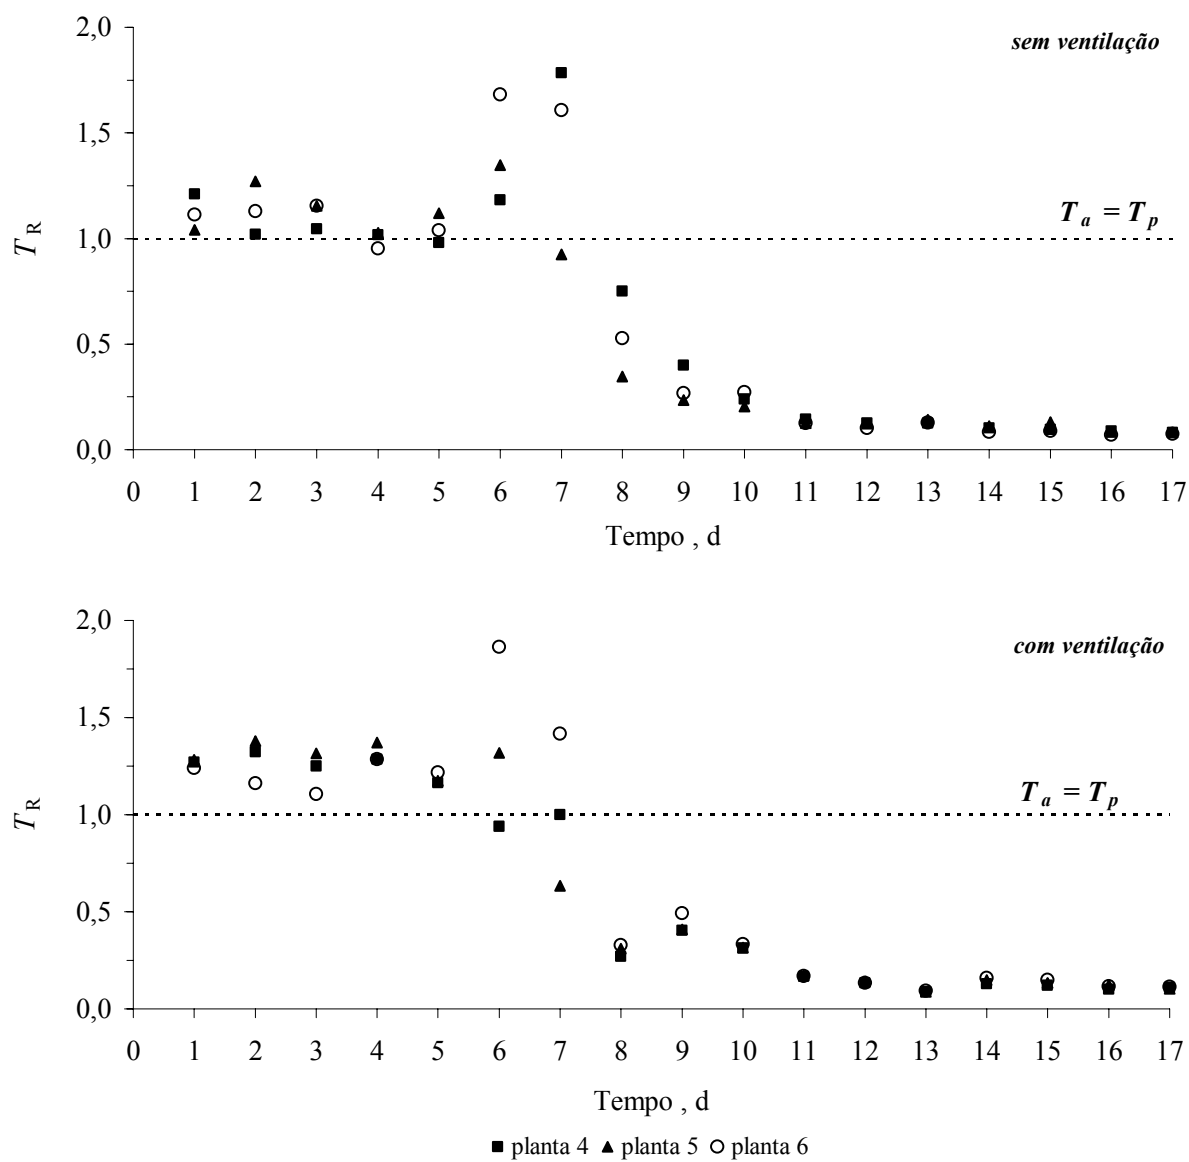 2,0
sem ventilação
1,5
T_a = T_p
1,0
T_R
0,5
0,0
0 1 2 3 4 5 6 7 8 9 10 11 12 13 14 15 16 17
Tempo , d
2,0
com ventilação
1,5
T_a = T_p
1,0
T_R
0,5
0,0
0 1 2 3 4 5 6 7 8 9 10 11 12 13 14 15 16 17
Tempo , d
planta 4 planta 5 planta 6